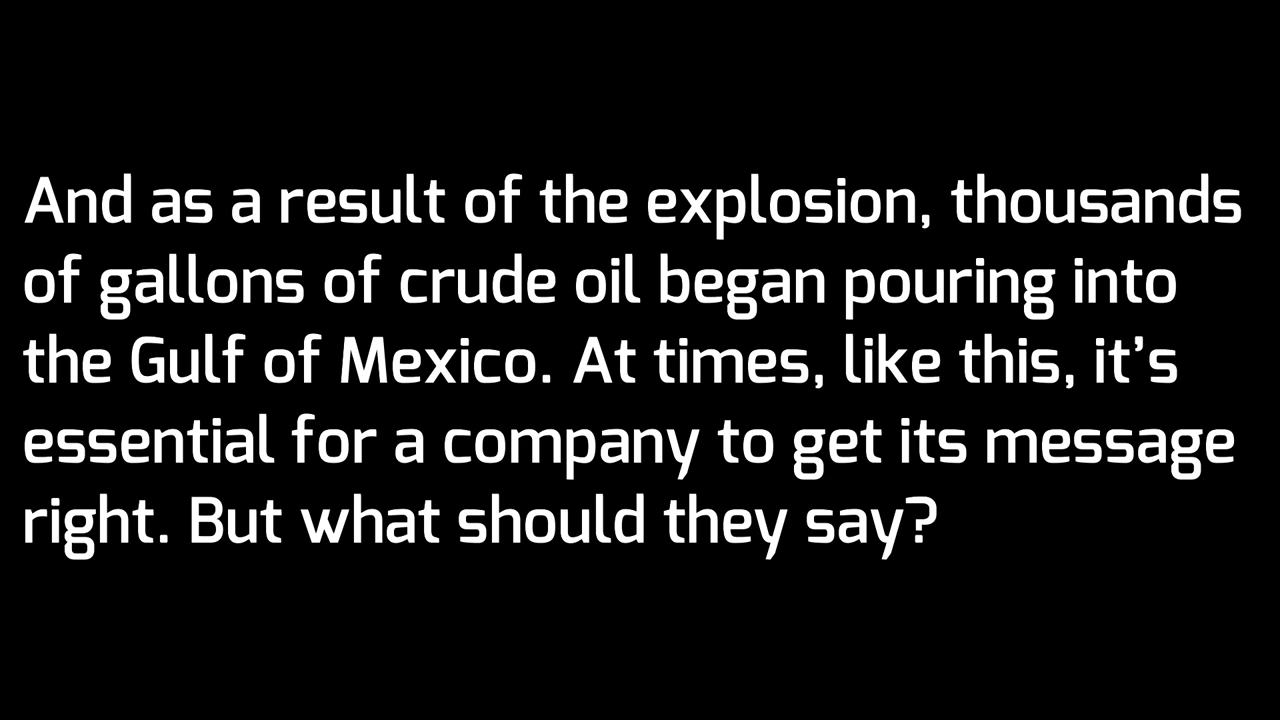 And as a result of the explosion, thousands
of gallons of crude oil began pouring into
the Gulf of Mexico. At times, like this, it’s
essential for a company to get its message
right. But what should they say?